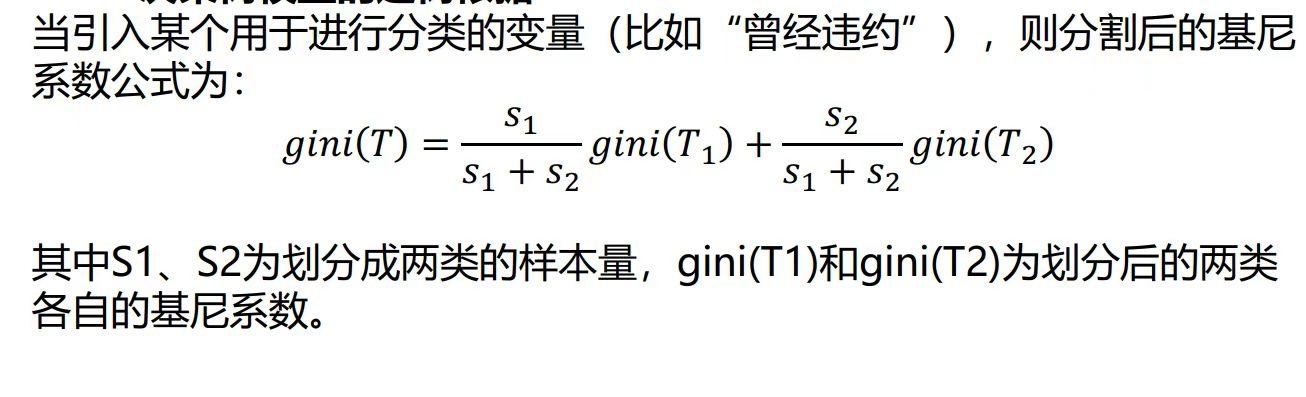 当引入某个用于进行分类的变量（比如“曾经违约”），则分割后的基尼
系数公式为：
gini(T) = \frac{s_1}{s_1 + s_2} gini(T_1) + \frac{s_2}{s_1 + s_2} gini(T_2)
其中S1、S2为划分成两类的样本量，gini(T1)和gini(T2)为划分后的两类
各自的基尼系数。